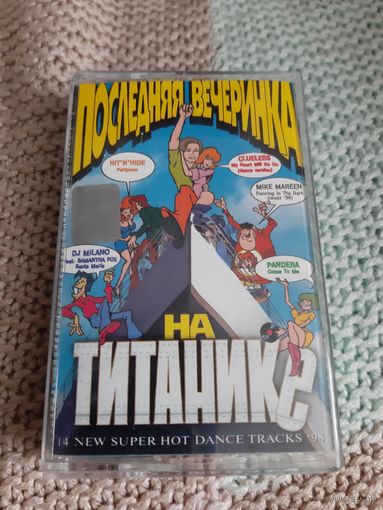 ПОСЛЕДНЯЯ ВЕЧЕРИНКА
HIT'N'HIDE
Partyman
CLUELESS
My Heart Will Go On
(dance version)
MIKE MAREEN
Dancing In The Dark
(remix '98)
DJ MILANO
feat. SAMANTHA FOX
Santa Maria
PANDERA
Come To Me
НА
ТИТАНИКе
14 NEW SUPER HOT DANCE TRACKS '98